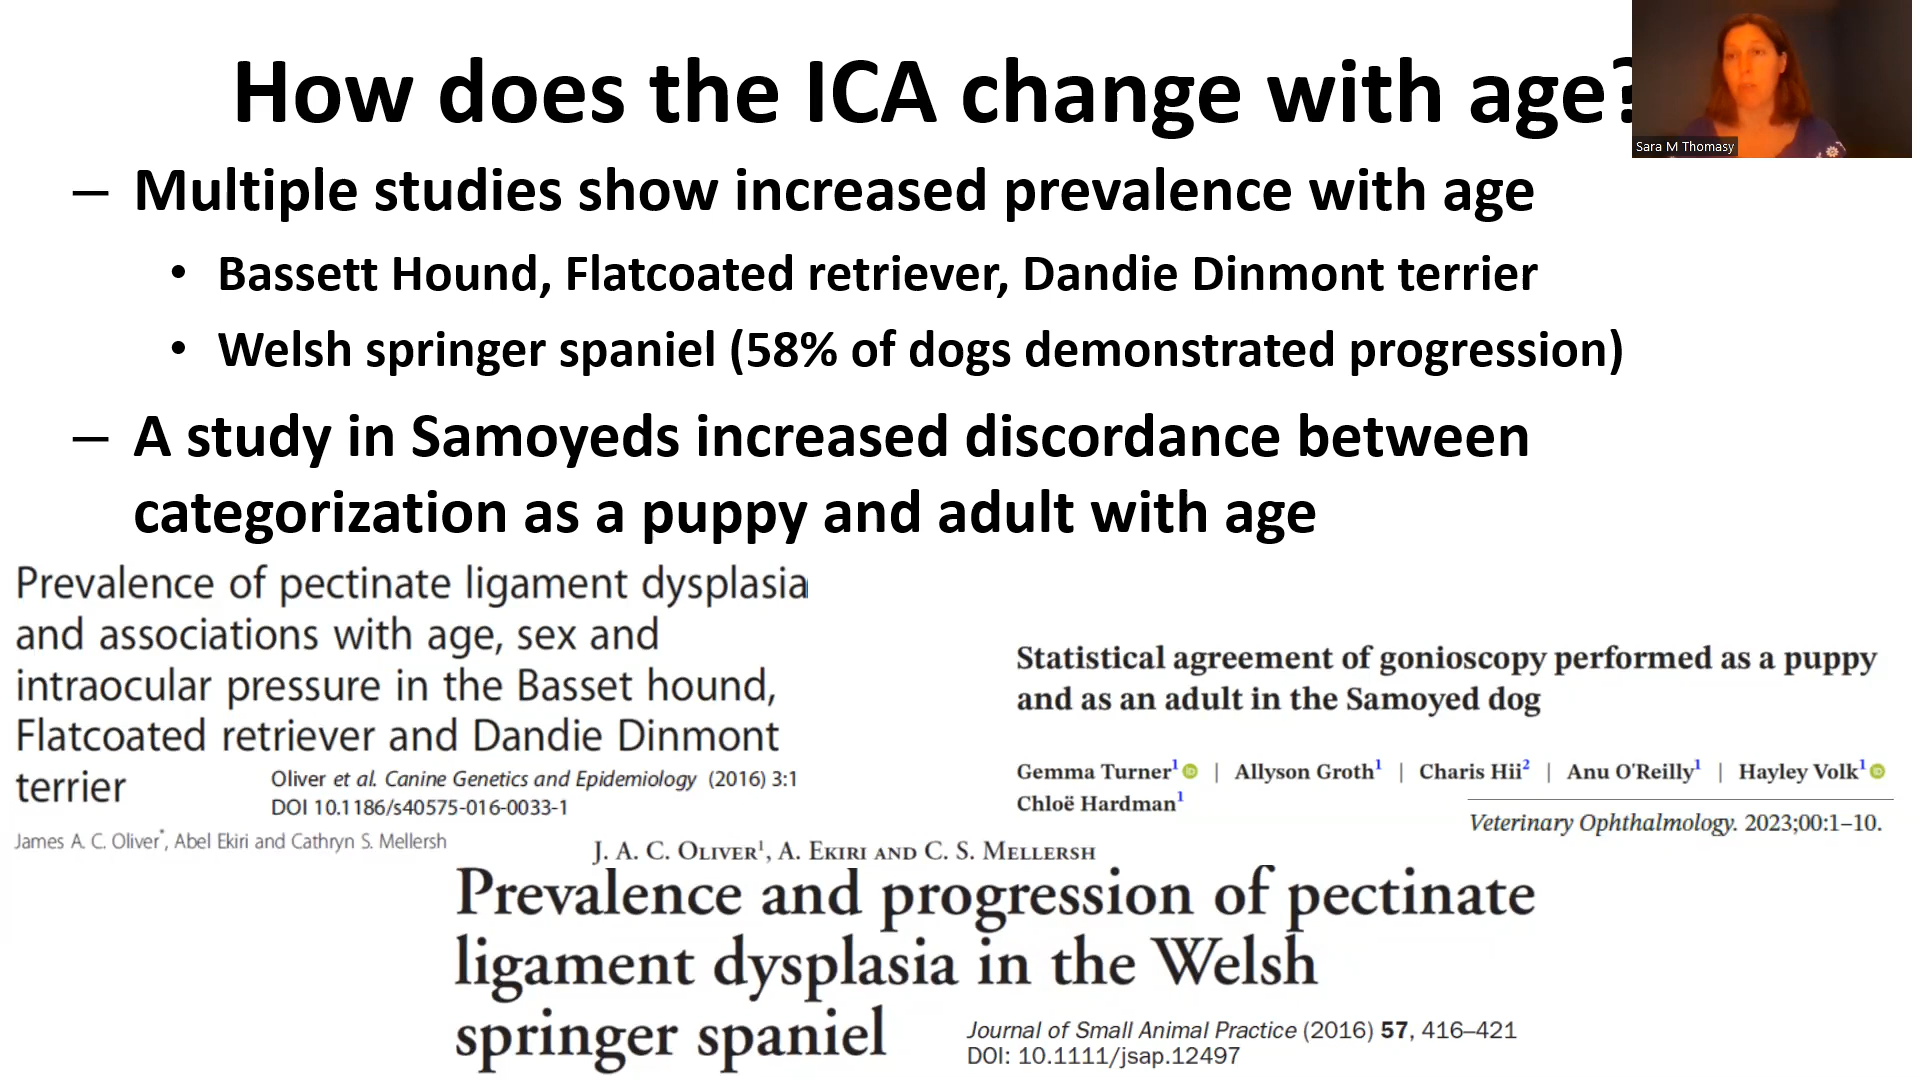 How does the ICA change with age?
Sara M Thomasy
– Multiple studies show increased prevalence with age
• Bassett Hound, Flatcoated retriever, Dandie Dinmont terrier
• Welsh springer spaniel (58% of dogs demonstrated progression)
– A study in Samoyeds increased discordance between
categorization as a puppy and adult with age
Prevalence of pectinate ligament dysplasia
and associations with age, sex and
intraocular pressure in the Basset hound,
Flatcoated retriever and Dandie Dinmont
terrier
Oliver et al. Canine Genetics and Epidemiology (2016) 3:1
DOI 10.1186/s40575-016-0033-1
James A. C. Oliver*, Abel Ekiri and Cathryn S. Mellersh
Statistical agreement of gonioscopy performed as a puppy
and as an adult in the Samoyed dog
Gemma Turner1 | Allyson Groth1 | Charis Hii2 | Anu O'Reilly1 | Hayley Volk1
Chloë Hardman1
Veterinary Ophthalmology. 2023;00:1–10.
J. A. C. Oliver1, A. Ekiri and C. S. Mellersh
Prevalence and progression of pectinate
ligament dysplasia in the Welsh
springer spaniel
Journal of Small Animal Practice (2016) 57, 416–421
DOI: 10.1111/jsap.12497